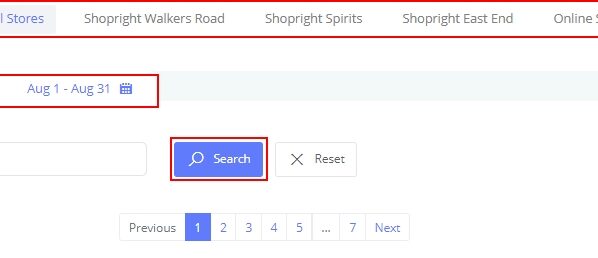 l Stores Shopright Walkers Road Shopright Spirits Shopright East End Online S
Aug 1 - Aug 31
Search Reset
Previous 1 2 3 4 5 ... 7 Next